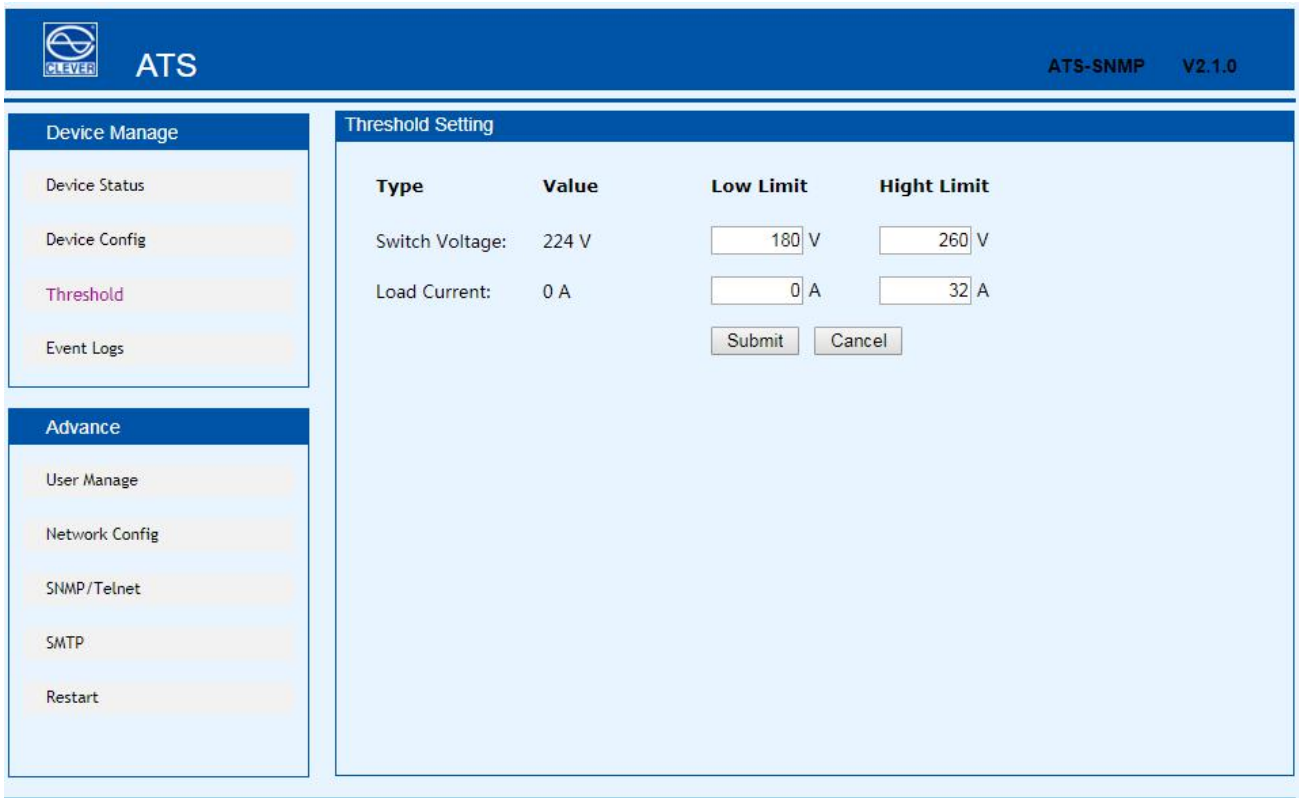 CLEVER
ATS
ATS-SNMP V2.1.0
Device Manage
Device Status
Device Config
Threshold
Event Logs
Advance
User Manage
Network Config
SNMP/Telnet
SMTP
Restart
Threshold Setting
Type Value Low Limit Hight Limit
Switch Voltage: 224 V 180 V 260 V
Load Current: 0 A 0 A 32 A
Submit Cancel